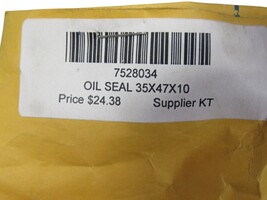 7528034
OIL SEAL 35X47X10
Price $24.38 Supplier KT